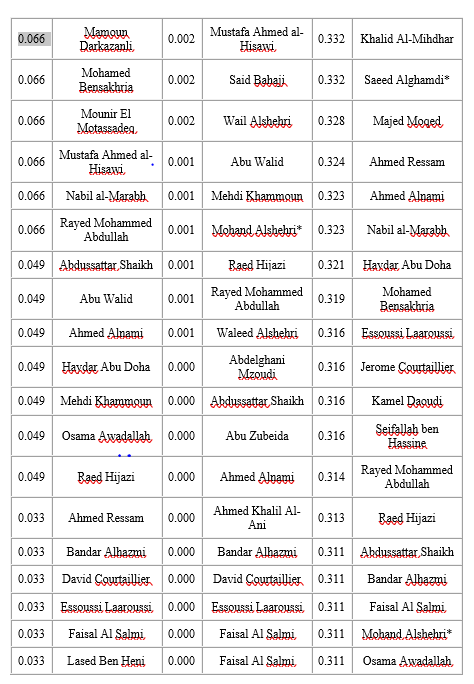 0.066 Mamoun Darkazanli 0.002 Mustafa Ahmed al-Hisawi 0.332 Khalid Al-Mihdhar
0.066 Mohamed Bensakhria 0.002 Said Bahaji 0.332 Saeed Alghamdi*
0.066 Mounir El Motassadeq 0.002 Wail Alshehri 0.328 Majed Moqed
0.066 Mustafa Ahmed al-Hisawi 0.001 Abu Walid 0.324 Ahmed Ressam
0.066 Nabil al-Marabh 0.001 Mehdi Khammoun 0.323 Ahmed Alnami
0.066 Rayed Mohammed Abdullah 0.001 Mohand Alshehri* 0.323 Nabil al-Marabh
0.049 Abdussattar Shaikh 0.001 Raed Hijazi 0.321 Haydar Abu Doha
0.049 Abu Walid 0.001 Rayed Mohammed Abdullah 0.319 Mohamed Bensakhria
0.049 Ahmed Alnami 0.001 Waleed Alshehri 0.316 Essoussi Laaroussi
0.049 Haydar Abu Doha 0.000 Abdelghani Mzoudi 0.316 Jerome Courtaillier
0.049 Mehdi Khammoun 0.000 Abdussattar Shaikh 0.316 Kamel Daoudi
0.049 Osama Awadallah 0.000 Abu Zubeida 0.316 Seifallah ben Hassine
0.049 Raed Hijazi 0.000 Ahmed Alnami 0.314 Rayed Mohammed Abdullah
0.033 Ahmed Ressam 0.000 Ahmed Khalil Al-Ani 0.313 Raed Hijazi
0.033 Bandar Alhazmi 0.000 Bandar Alhazmi 0.311 Abdussattar Shaikh
0.033 David Courtaillier 0.000 David Courtaillier 0.311 Bandar Alhazmi
0.033 Essoussi Laaroussi 0.000 Essoussi Laaroussi 0.311 Faisal Al Salmi
0.033 Faisal Al Salmi 0.000 Faisal Al Salmi 0.311 Mohand Alshehri*
0.033 Lased Ben Heni 0.000 Faisal Al Salmi 0.311 Osama Awadallah